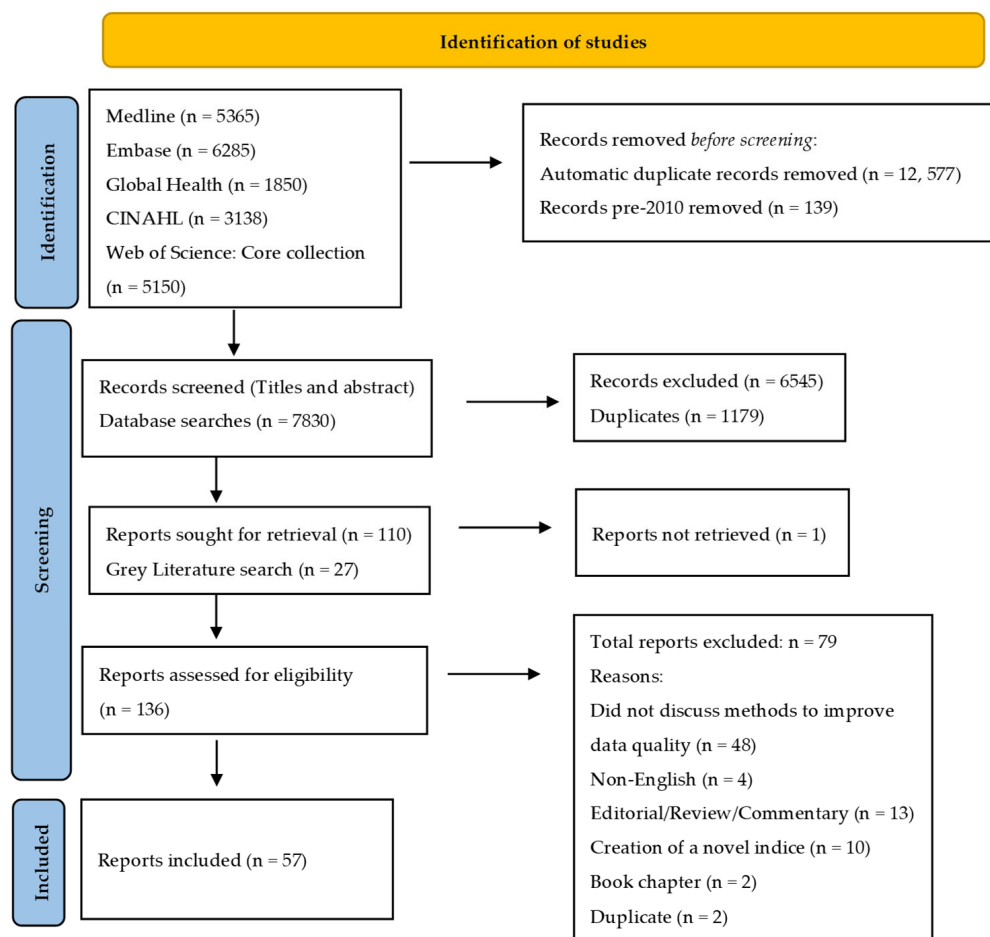 Identification of studies
Identification
Medline (n = 5365)
Embase (n = 6285)
Global Health (n = 1850)
CINAHL (n = 3138)
Web of Science: Core collection
(n = 5150)
Records removed before screening:
Automatic duplicate records removed (n = 12, 577)
Records pre-2010 removed (n = 139)
Screening
Records screened (Titles and abstract)
Database searches (n = 7830)
Records excluded (n = 6545)
Duplicates (n = 1179)
Reports sought for retrieval (n = 110)
Grey Literature search (n = 27)
Reports not retrieved (n = 1)
Reports assessed for eligibility
(n = 136)
Total reports excluded: n = 79
Reasons:
Did not discuss methods to improve
data quality (n = 48)
Non-English (n = 4)
Editorial/Review/Commentary (n = 13)
Creation of a novel indice (n = 10)
Book chapter (n = 2)
Duplicate (n = 2)
Included
Reports included (n = 57)